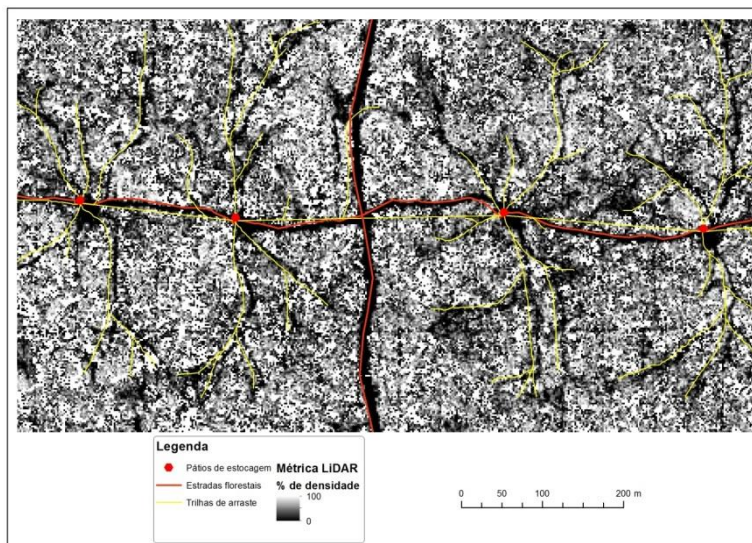 Legenda
Pátios de estocagem
Estradas florestais
Trilhas de arraste
Métrica LiDAR
% de densidade
100
0
0 50 100 200 m